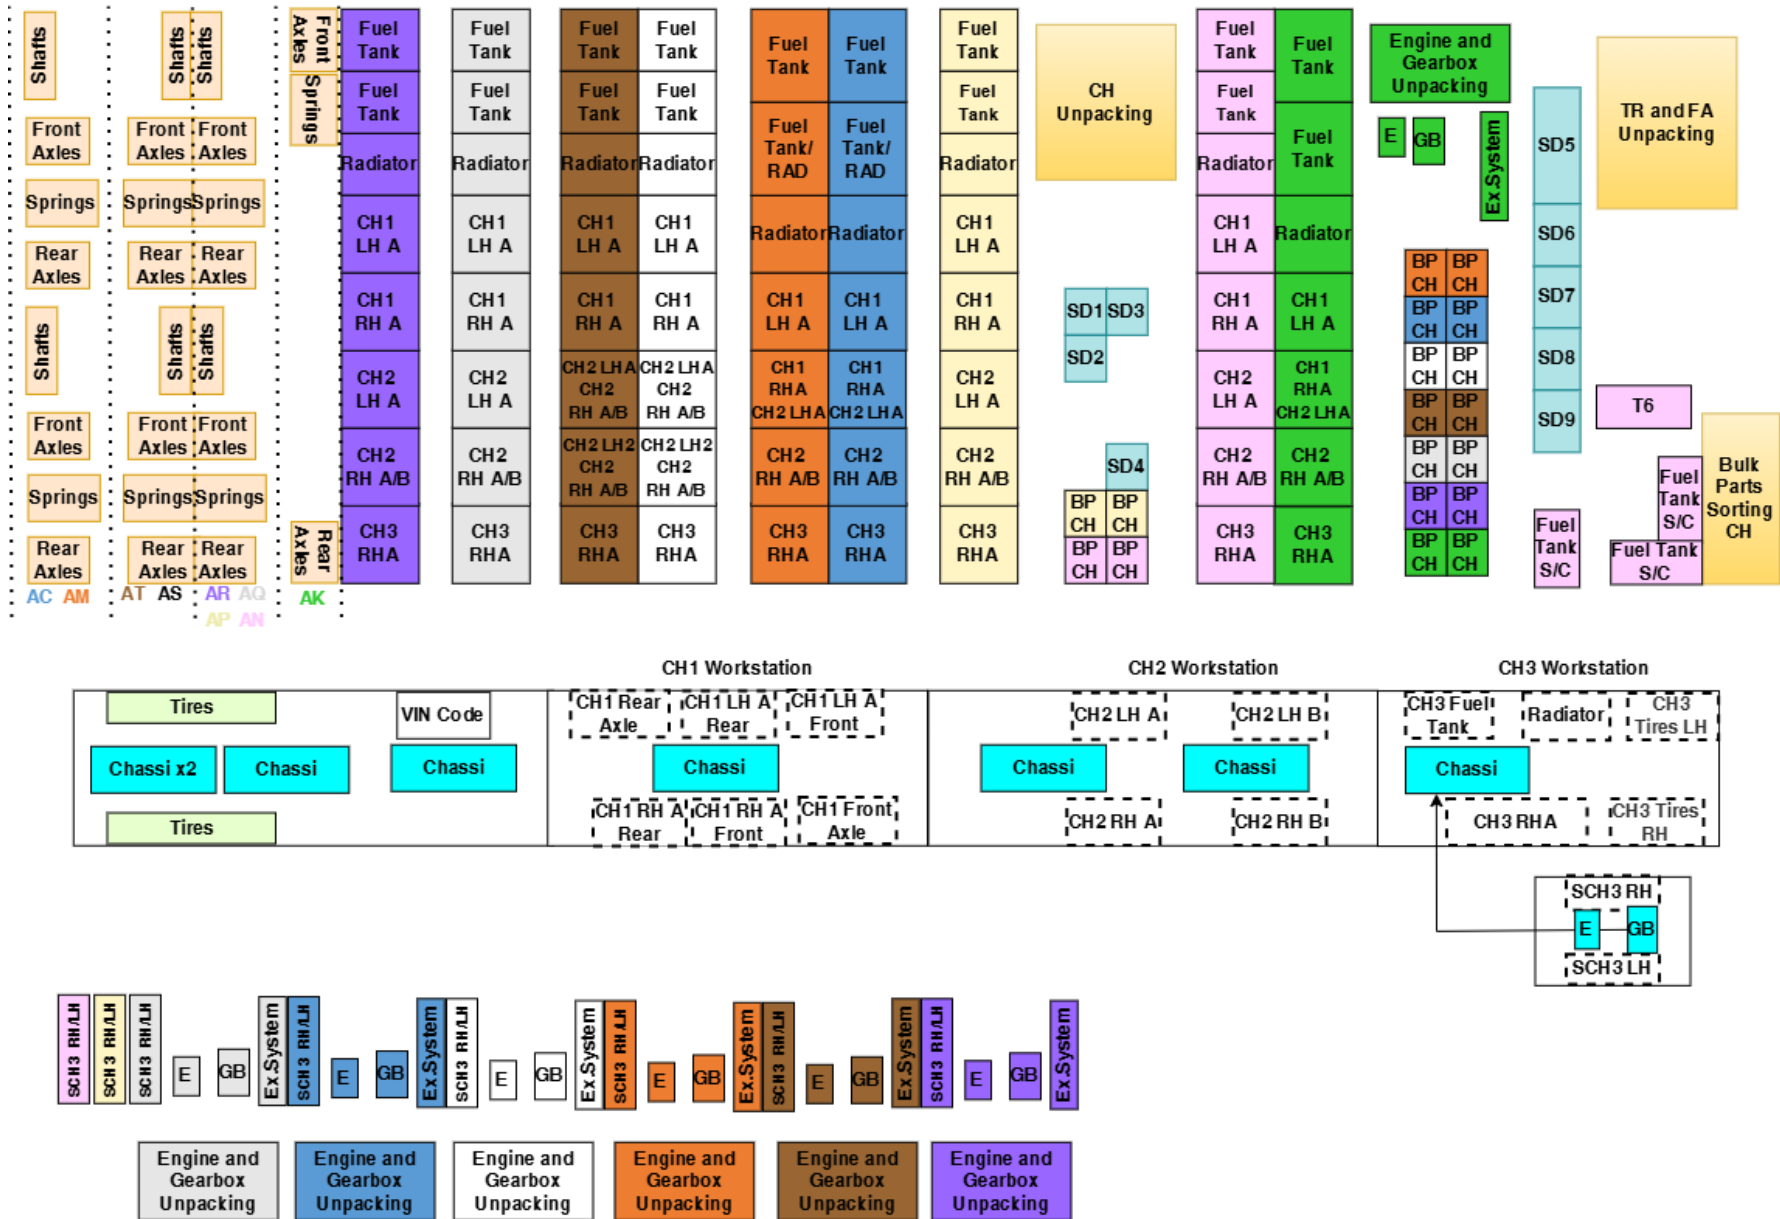 Shafts
Front
Axles
Springs
Rear
Axles
Shafts
Front
Axles
Springs
Rear
Axles
AC AM
Shafts
Front
Axles
Springs
Rear
Axles
Shafts
Front
Axles
Springs
Rear
Axles
AT AS
Shafts
Front
Axles
Springs
Rear
Axles
Shafts
Front
Axles
Springs
Rear
Axles
AR AQ
AP AN
Front
Axles
Springs
Rear
Axles
AK
Fuel
Tank
Fuel
Tank
Radiator
CH1
LH A
CH1
RH A
CH2
LH A
CH2
RH A/B
CH3
RHA
Fuel
Tank
Fuel
Tank
Radiator
CH1
LH A
CH1
RH A
CH2
LH A
CH2
RH A/B
CH3
RHA
Fuel
Tank
Fuel
Tank
Radiator
CH1
LH A
CH1
RH A
CH2 LHA
CH2
RH A/B
CH2 LH2
CH2
RH A/B
CH3
RHA
Fuel
Tank
Fuel
Tank
Radiator
CH1
LH A
CH1
RH A
CH2 LHA
CH2
RH A/B
CH2 LH2
CH2
RH A/B
CH3
RHA
Fuel
Tank
Fuel
Tank/
RAD
Radiator
CH1
LH A
CH1
RHA
CH2 LHA
CH2
RH A/B
CH3
RHA
Fuel
Tank
Fuel
Tank/
RAD
Radiator
CH1
LH A
CH1
RHA
CH2 LHA
CH2
RH A/B
CH3
RHA
Fuel
Tank
Fuel
Tank
Radiator
CH1
LH A
CH1
RH A
CH2
LH A
CH2
RH A/B
CH3
RHA
CH
Unpacking
SD1
SD3
SD2
SD4
BP
CH
BP
CH
BP
CH
BP
CH
Fuel
Tank
Fuel
Tank
Radiator
CH1
LH A
CH1
RH A
CH2
LH A
CH2
RH A/B
CH3
RHA
Fuel
Tank
Fuel
Tank
Radiator
CH1
LH A
CH1
RHA
CH2 LHA
CH2
RH A/B
CH3
RHA
Engine and
Gearbox
Unpacking
E
GB
Ex.System
BP
CH
BP
CH
BP
CH
BP
CH
BP
CH
BP
CH
BP
CH
BP
CH
BP
CH
BP
CH
BP
CH
BP
CH
BP
CH
BP
CH
SD5
SD6
SD7
SD8
SD9
TR and FA
Unpacking
T6
Fuel
Tank
S/C
Fuel
Tank
S/C
Fuel Tank
S/C
Bulk
Parts
Sorting
CH
CH1 Workstation
CH2 Workstation
CH3 Workstation
Tires
VIN Code
Chassi x2
Chassi
Chassi
Tires
CH1 Rear
Axle
CH1 LH A
Rear
CH1 LH A
Front
Chassi
CH1 RH A
Rear
CH1 RH A
Front
CH1 Front
Axle
CH2 LH A
CH2 LH B
Chassi
Chassi
CH2 RH A
CH2 RH B
CH3 Fuel
Tank
Radiator
CH3
Tires LH
Chassi
CH3 RHA
CH3 Tires
RH
SCH3 RH
E
GB
SCH3 LH
SCH3 RH/LH
SCH3 RH/LH
SCH3 RH/LH
E
GB
Ex.System
SCH3 RH/LH
E
GB
Ex.System
SCH3 RH/LH
E
GB
Ex.System
SCH3 RH/LH
E
GB
Ex.System
SCH3 RH/LH
E
GB
Ex.System
SCH3 RH/LH
E
GB
Ex.System
Engine and
Gearbox
Unpacking
Engine and
Gearbox
Unpacking
Engine and
Gearbox
Unpacking
Engine and
Gearbox
Unpacking
Engine and
Gearbox
Unpacking
Engine and
Gearbox
Unpacking